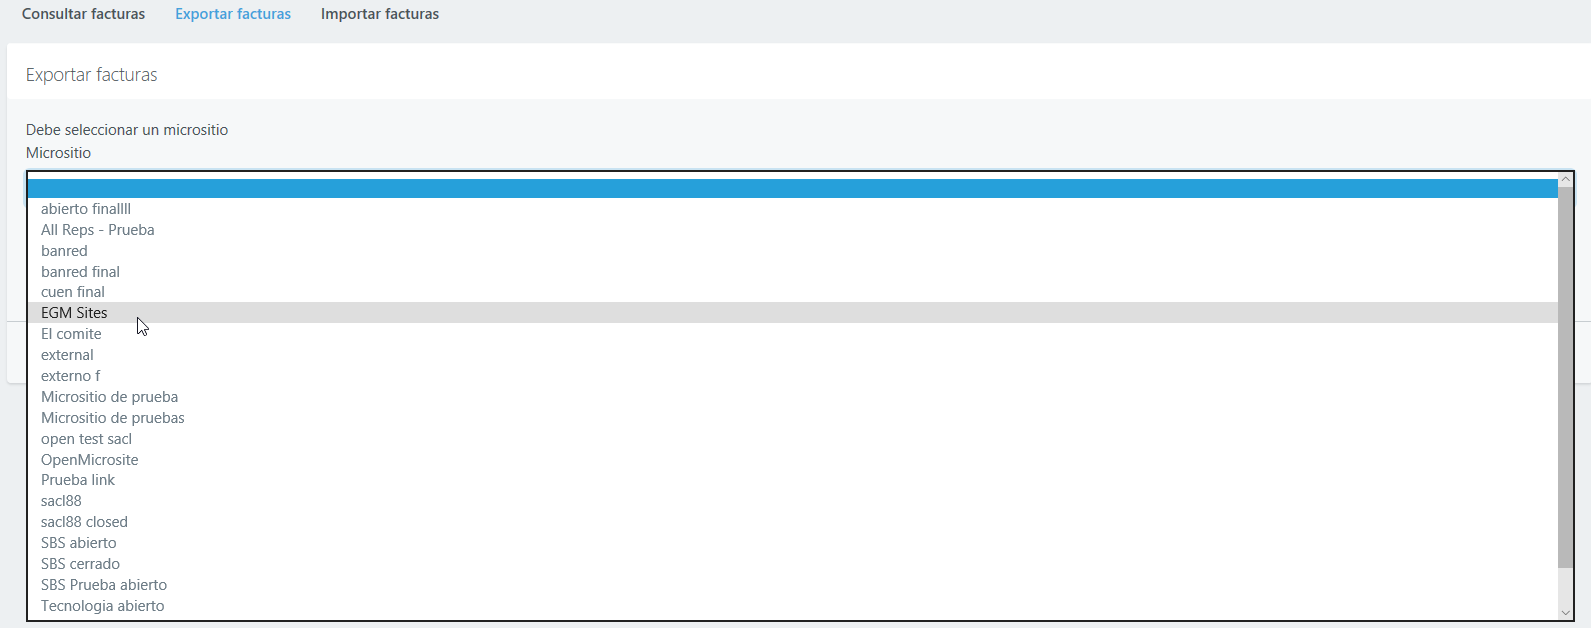 Consultar facturas Exportar facturas Importar facturas
Exportar facturas
Debe seleccionar un micrositio
Micrositio
abierto finallll
All Reps - Prueba
banred
banred final
cuen final
EGM Sites
El comite
external
externo f
Micrositio de prueba
Micrositio de pruebas
open test sacl
OpenMicrosite
Prueba link
sacl88
sacl88 closed
SBS abierto
SBS cerrado
SBS Prueba abierto
Tecnologia abierto